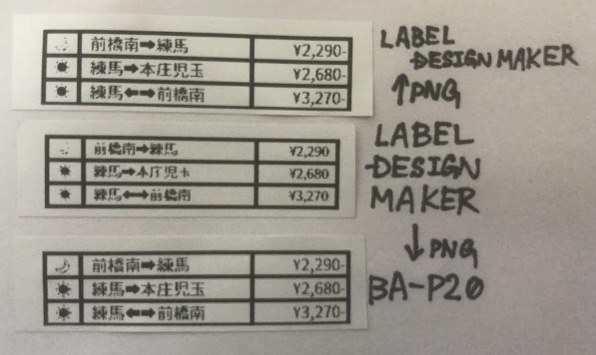 前橋南➡練馬 ¥2,290-
練馬➡本庄児玉 ¥2,680-
練馬⬅➡前橋南 ¥3,270-
LABEL
DESIGN MAKER
↑PNG
前橋南➡練馬 ¥2,290
練馬➡本庄児玉 ¥2,680
練馬⬅➡前橋南 ¥3,270
LABEL
DESIGN
MAKER
↓PNG
BA-P20
前橋南➡練馬 ¥2,290-
練馬➡本庄児玉 ¥2,680-
練馬⬅➡前橋南 ¥3,270-